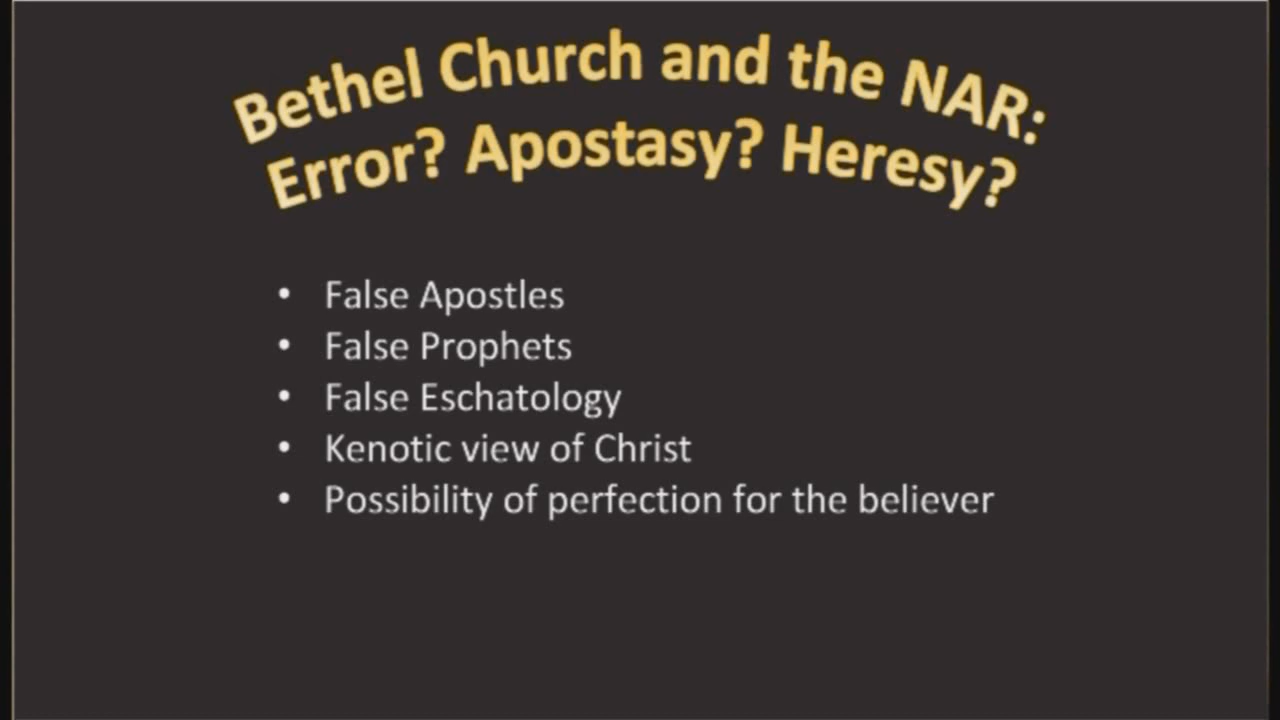 Bethel Church and the NAR:
Error? Apostasy? Heresy?
• False Apostles
• False Prophets
• False Eschatology
• Kenotic view of Christ
• Possibility of perfection for the believer